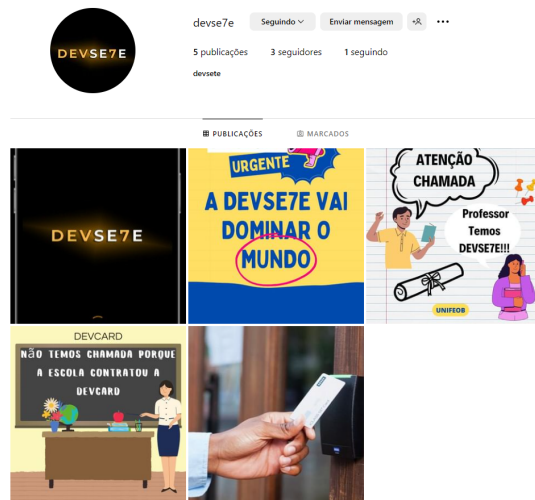 devse7e
Seguindo
Enviar mensagem
5 publicações
3 seguidores
1 seguindo
devsete
DEVSE7E
PUBLICAÇÕES
MARCADOS
DEVSE7E
URGENTE
A DEVSE7E VAI
DOMINAR O
MUNDO
ATENÇÃO
CHAMADA
Professor
Temos
DEVSE7E!!!
UNIFEOB
DEVCARD
NÃO TEMOS CHAMADA PORQUE
A ESCOLA CONTRATOU A
DEVCARD